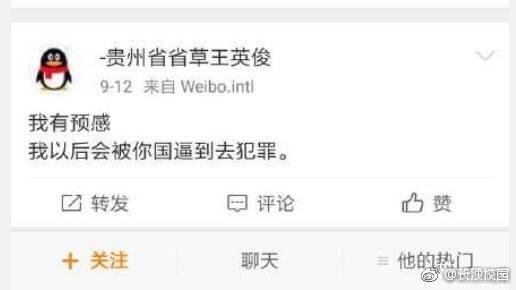 -贵州省省草王英俊
9-12 来自 Weibo.intl
我有预感
我以后会被你国逼到去犯罪。
转发 评论 赞
+ 关注 聊天 他的热门
@长沙校园